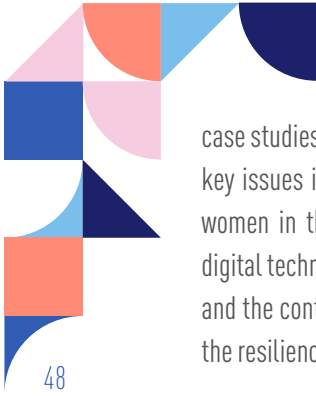 case studies
key issues i
women in th
digital techn
and the cont
the resilienc
48